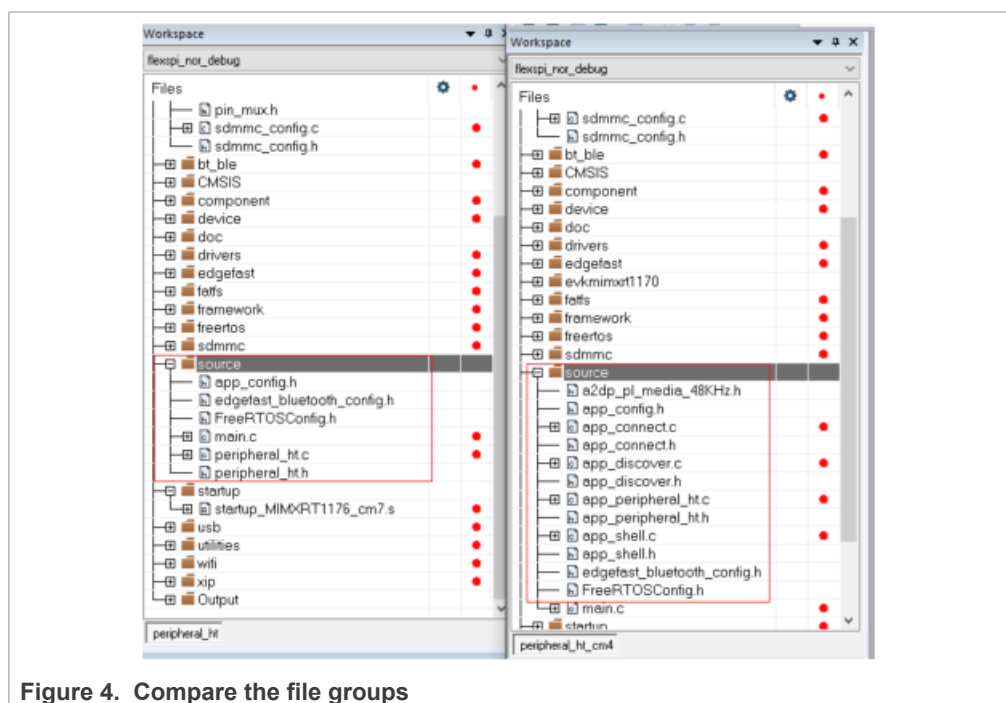 Workspace
flexspi_nor_debug
Files
pin_mux.h
sdmmc_config.c
sdmmc_config.h
bt_ble
CMSIS
component
device
doc
drivers
edgefast
fatfs
framework
freertos
sdmmc
source
app_config.h
edgefast_bluetooth_config.h
FreeRTOSConfig.h
main.c
peripheral_ht.c
peripheral_ht.h
startup
startup_MIMXRT1176_cm7.s
usb
utilities
wifi
xip
Output
peripheral_ht
Workspace
flexspi_nor_debug
Files
sdmmc_config.c
sdmmc_config.h
bt_ble
CMSIS
component
device
doc
drivers
edgefast
evkmimxrt1170
fatfs
framework
freertos
sdmmc
source
a2dp_pl_media_48KHz.h
app_config.h
app_connect.c
app_connect.h
app_discover.c
app_discover.h
app_peripheral_ht.c
app_peripheral_ht.h
app_shell.c
app_shell.h
edgefast_bluetooth_config.h
FreeRTOSConfig.h
main.c
startup
peripheral_ht_cm4
Figure 4. Compare the file groups